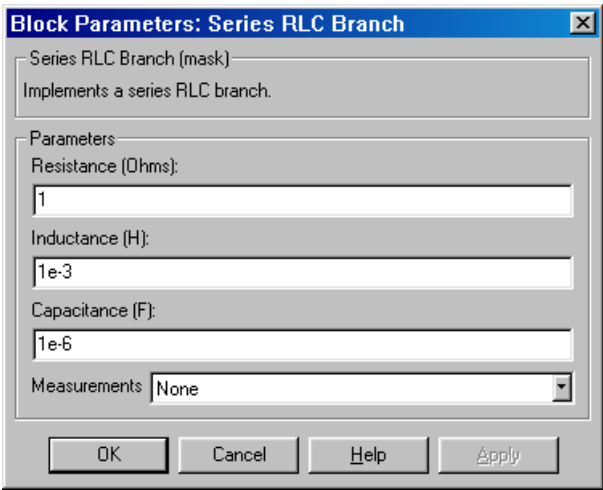 Block Parameters: Series RLC Branch
Series RLC Branch (mask)
Implements a series RLC branch.
Parameters
Resistance (Ohms):
1
Inductance (H):
1e-3
Capacitance (F):
1e-6
Measurements None
OK Cancel Help Apply